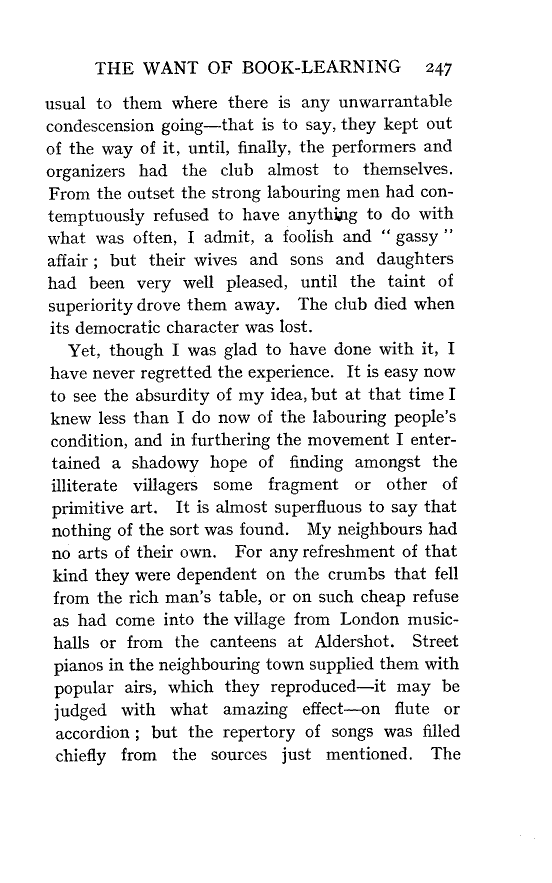 THE WANT OF BOOK-LEARNING 247
usual to them where there is any unwarrantable
condescension going—that is to say, they kept out
of the way of it, until, finally, the performers and
organizers had the club almost to themselves.
From the outset the strong labouring men had con-
temptuously refused to have anything to do with
what was often, I admit, a foolish and “ gassy ”
affair ; but their wives and sons and daughters
had been very well pleased, until the taint of
superiority drove them away. The club died when
its democratic character was lost.
Yet, though I was glad to have done with it, I
have never regretted the experience. It is easy now
to see the absurdity of my idea, but at that time I
knew less than I do now of the labouring people's
condition, and in furthering the movement I enter-
tained a shadowy hope of finding amongst the
illiterate villagers some fragment or other of
primitive art. It is almost superfluous to say that
nothing of the sort was found. My neighbours had
no arts of their own. For any refreshment of that
kind they were dependent on the crumbs that fell
from the rich man's table, or on such cheap refuse
as had come into the village from London music-
halls or from the canteens at Aldershot. Street
pianos in the neighbouring town supplied them with
popular airs, which they reproduced—it may be
judged with what amazing effect—on flute or
accordion ; but the repertory of songs was filled
chiefly from the sources just mentioned. The